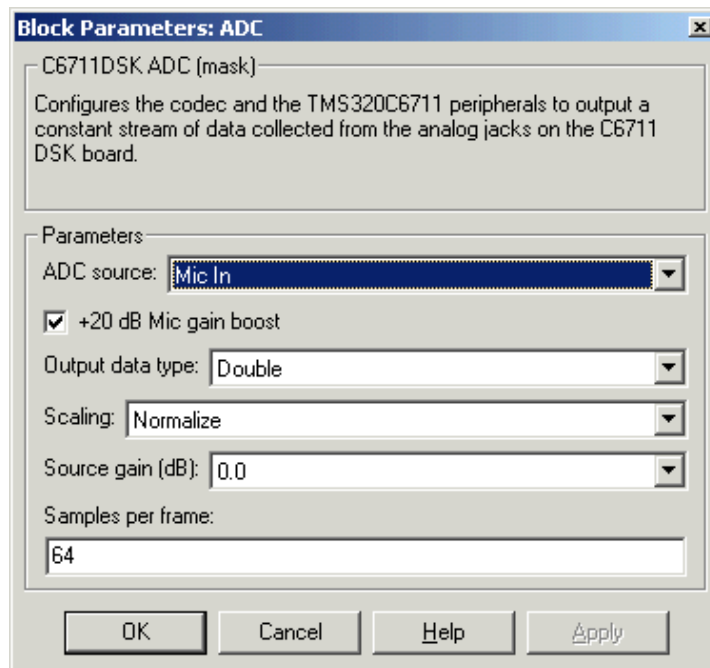 Block Parameters: ADC
C6711DSK ADC (mask)
Configures the codec and the TMS320C6711 peripherals to output a
constant stream of data collected from the analog jacks on the C6711
DSK board.
Parameters
ADC source: Mic In
+20 dB Mic gain boost
Output data type: Double
Scaling: Normalize
Source gain (dB): 0.0
Samples per frame:
64
OK Cancel Help Apply